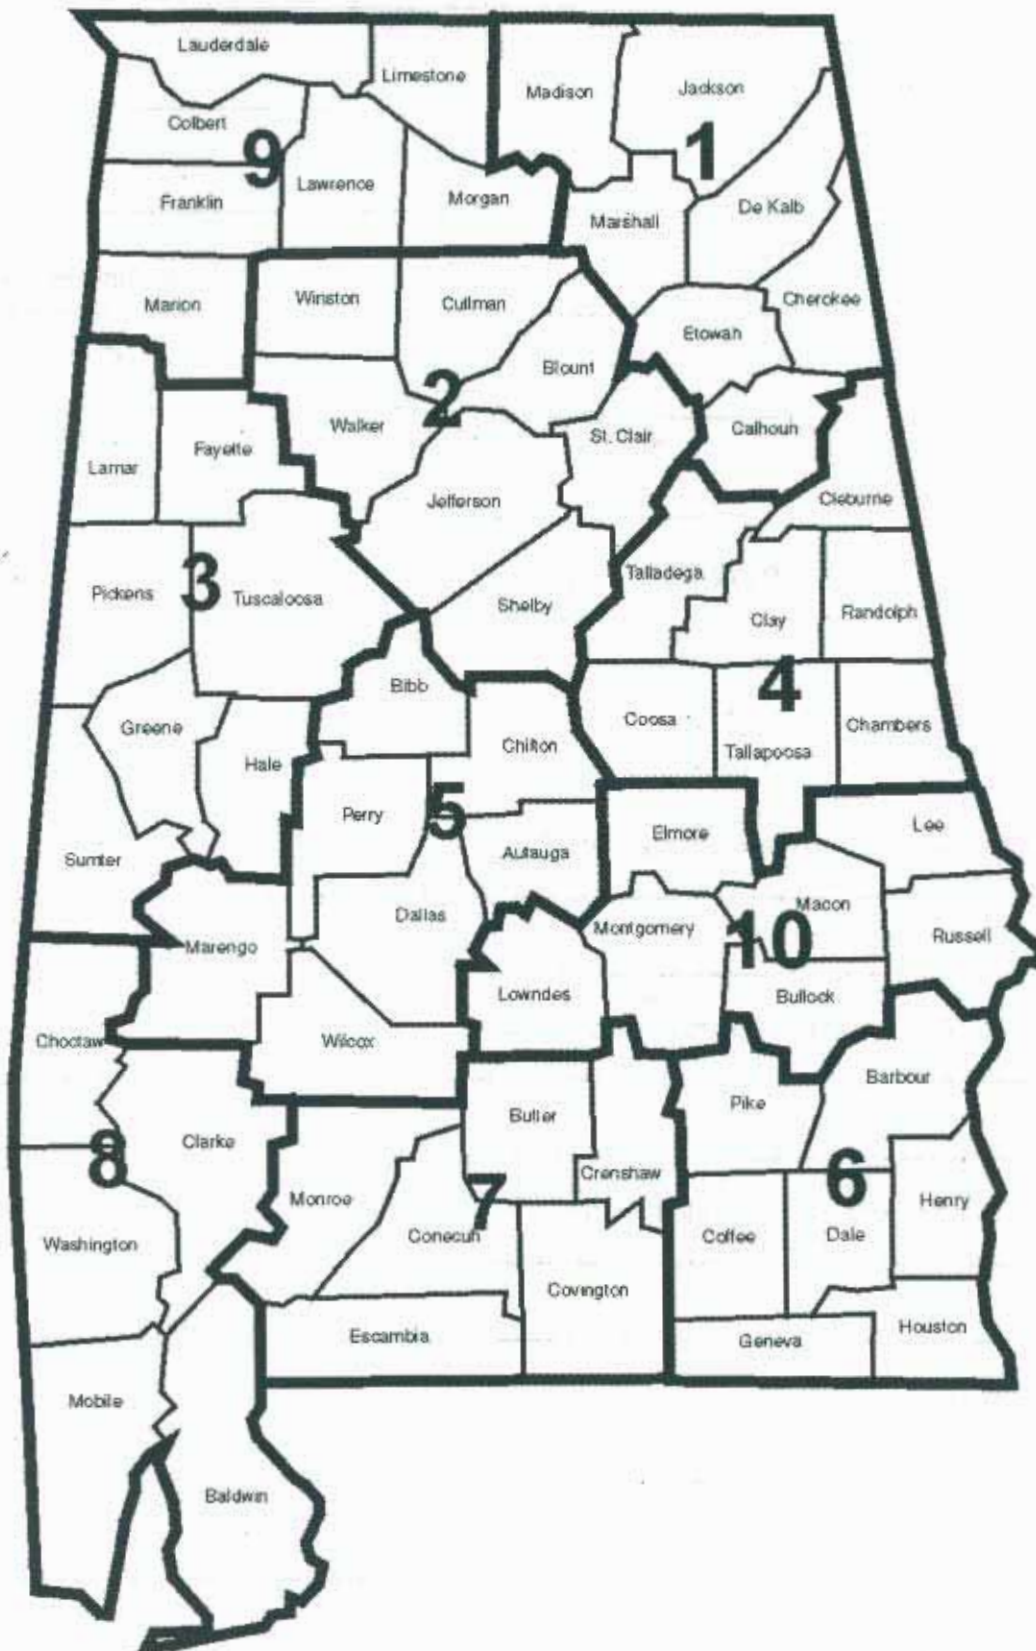 Lauderdale
Limestone
Madison
Jackson
Colbert
9
1
Lawrence
Franklin
Morgan
Marshall
De Kalb
Marion
Winston
Cullman
Cherokee
Etowah
Blount
2
Walker
Fayette
Lamar
St. Clair
Calhoun
Jefferson
Cleburne
3
Pickens
Tuscaloosa
Talladega
Shelby
Clay
Randolph
Bibb
4
Greene
Coosa
Chambers
Chilton
Tallapoosa
Hale
Perry
5
Elmore
Lee
Sumter
Autauga
Dallas
Macon
Marengo
Montgomery
10
Russell
Lowndes
Bullock
Choctaw
Wilcox
Barbour
Pike
Butler
8
Clarke
Crenshaw
6
Monroe
7
Henry
Washington
Conecuh
Coffee
Dale
Covington
Escambia
Geneva
Houston
Mobile
Baldwin